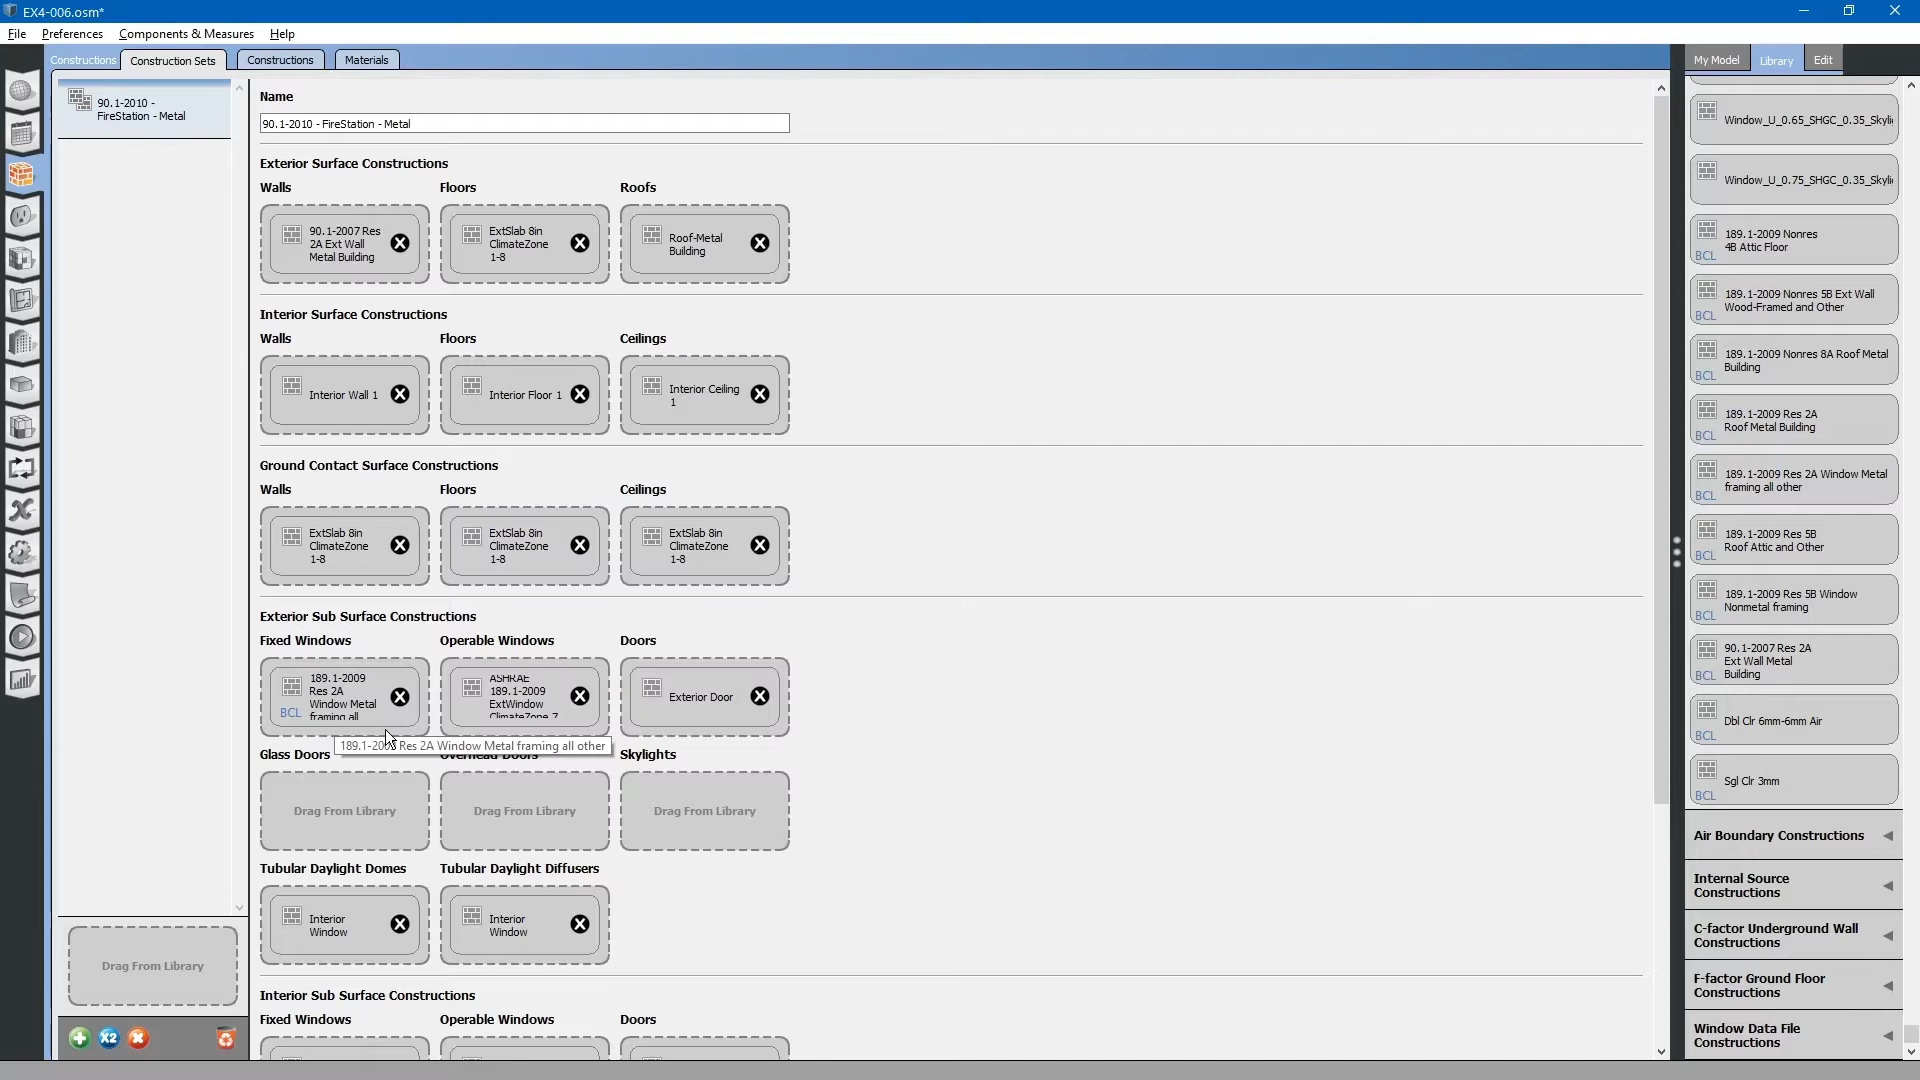 EX4-006.osm*
File Preferences Components & Measures Help
Constructions Construction Sets Constructions Materials
My Model Library Edit
90.1-2010 -
FireStation - Metal
Drag From Library
X2
Name
90.1-2010 - FireStation - Metal
Exterior Surface Constructions
Walls Floors Roofs
90.1-2007 Res
2A Ext Wall
Metal Building
ExtSlab 8in
ClimateZone
1-8
Roof-Metal
Building
Interior Surface Constructions
Walls Floors Ceilings
Interior Wall 1
Interior Floor 1
Interior Ceiling
1
Ground Contact Surface Constructions
Walls Floors Ceilings
ExtSlab 8in
ClimateZone
1-8
ExtSlab 8in
ClimateZone
1-8
ExtSlab 8in
ClimateZone
1-8
Exterior Sub Surface Constructions
Fixed Windows Operable Windows Doors
189.1-2009
Res 2A
Window Metal
framing all
BCL
ASHRAE
189.1-2009
ExtWindow
ClimateZone 7
Exterior Door
189.1-2009 Res 2A Window Metal framing all other
Glass Doors Overhead Doors Skylights
Drag From Library
Drag From Library
Drag From Library
Tubular Daylight Domes Tubular Daylight Diffusers
Interior
Window
Interior
Window
Interior Sub Surface Constructions
Fixed Windows Operable Windows Doors
Window_U_0.65_SHGC_0.35_Skyli
Window_U_0.75_SHGC_0.35_Skyli
189.1-2009 Nonres
4B Attic Floor
BCL
189.1-2009 Nonres 5B Ext Wall
Wood-Framed and Other
BCL
189.1-2009 Nonres 8A Roof Metal
Building
BCL
189.1-2009 Res 2A
Roof Metal Building
BCL
189.1-2009 Res 2A Window Metal
framing all other
BCL
189.1-2009 Res 5B
Roof Attic and Other
BCL
189.1-2009 Res 5B Window
Nonmetal framing
BCL
90.1-2007 Res 2A
Ext Wall Metal
Building
BCL
Dbl Clr 6mm-6mm Air
BCL
Sgl Clr 3mm
BCL
Air Boundary Constructions
Internal Source
Constructions
C-factor Underground Wall
Constructions
F-factor Ground Floor
Constructions
Window Data File
Constructions